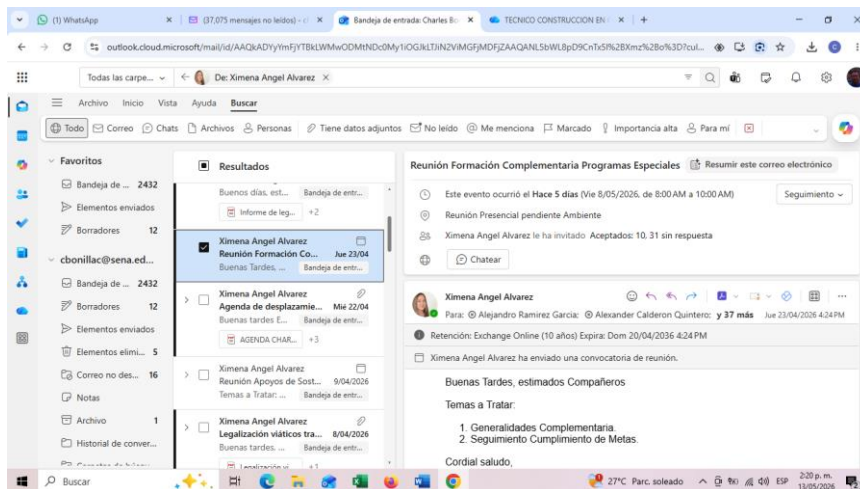 (1) WhatsApp
(37,075 mensajes no leídos) - c
Bandeja de entrada: Charles Bo
TECNICO CONSTRUCCION EN
outlook.cloud.microsoft/mail/id/
Todas las carpe...
De: Ximena Angel Alvarez
Archivo Inicio Vista Ayuda Buscar
Todo Correo Chats Archivos Personas Tiene datos adjuntos No leído Me menciona Marcado Importancia alta Para mí
Favoritos
Bandeja de ... 2432
Elementos enviados
Borradores 12
cbonillac@sena.ed...
Bandeja de ... 2432
Borradores 12
Elementos enviados
Elementos elimi... 5
Correo no des... 16
Notas
Archivo 1
Historial de conver...
Resultados
Buenos días, est... Bandeja de entr...
Informe de leg... +2
Ximena Angel Alvarez
Reunión Formación Co... Jue 23/04
Buenas Tardes, ... Bandeja de entr...
Ximena Angel Alvarez
Agenda de desplazamie... Mié 22/04
Buenas tardes E... Bandeja de entr...
AGENDA CHAR... +3
Ximena Angel Alvarez
Reunión Apoyos de Sost... 9/04/2026
Temas a Tratar: ... Bandeja de entr...
Ximena Angel Alvarez
Legalización viáticos tra... 8/04/2026
Buenas tardes. ... Bandeja de entr...
Reunión Formación Complementaria Programas Especiales
Resumir este correo electrónico
Este evento ocurrió el Hace 5 días (Vie 8/05/2026, de 8:00 AM a 10:00 AM)
Seguimiento
Reunión Presencial pendiente Ambiente
Ximena Angel Alvarez le ha invitado Aceptados: 10, 31 sin respuesta
Chatear
Ximena Angel Alvarez
Para: Alejandro Ramirez Garcia; Alexander Calderon Quintero; y 37 más Jue 23/04/2026 4:24 PM
Retención: Exchange Online (10 años) Expira: Dom 20/04/2036 4:24 PM
Ximena Angel Alvarez ha enviado una convocatoria de reunión.
Buenas Tardes, estimados Compañeros
Temas a Tratar:
1. Generalidades Complementaria.
2. Seguimiento Cumplimiento de Metas.
Cordial saludo,
Buscar
27°C Parc. soleado
ESP
2:20 p. m.
13/05/2026